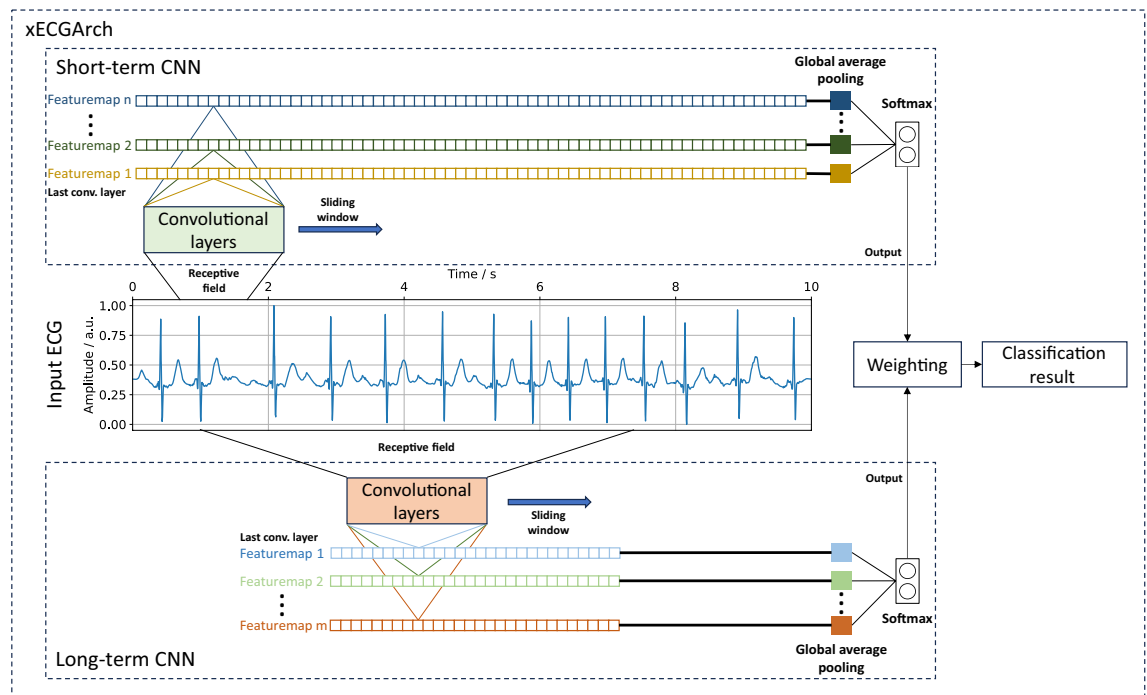 xECGArch
Short-term CNN
Global average
pooling
Softmax
Featuremap n
Featuremap 2
Featuremap 1
Last conv. layer
Convolutional
layers
Sliding
window
Output
Receptive
field
Time / s
0 2 4 6 8 10
Input ECG
Amplitude / a.u.
1.00
0.75
0.50
0.25
0.00
Weighting
Classification
result
Receptive field
Convolutional
layers
Sliding
window
Output
Last conv. layer
Featuremap 1
Featuremap 2
Featuremap m
Softmax
Global average
pooling
Long-term CNN